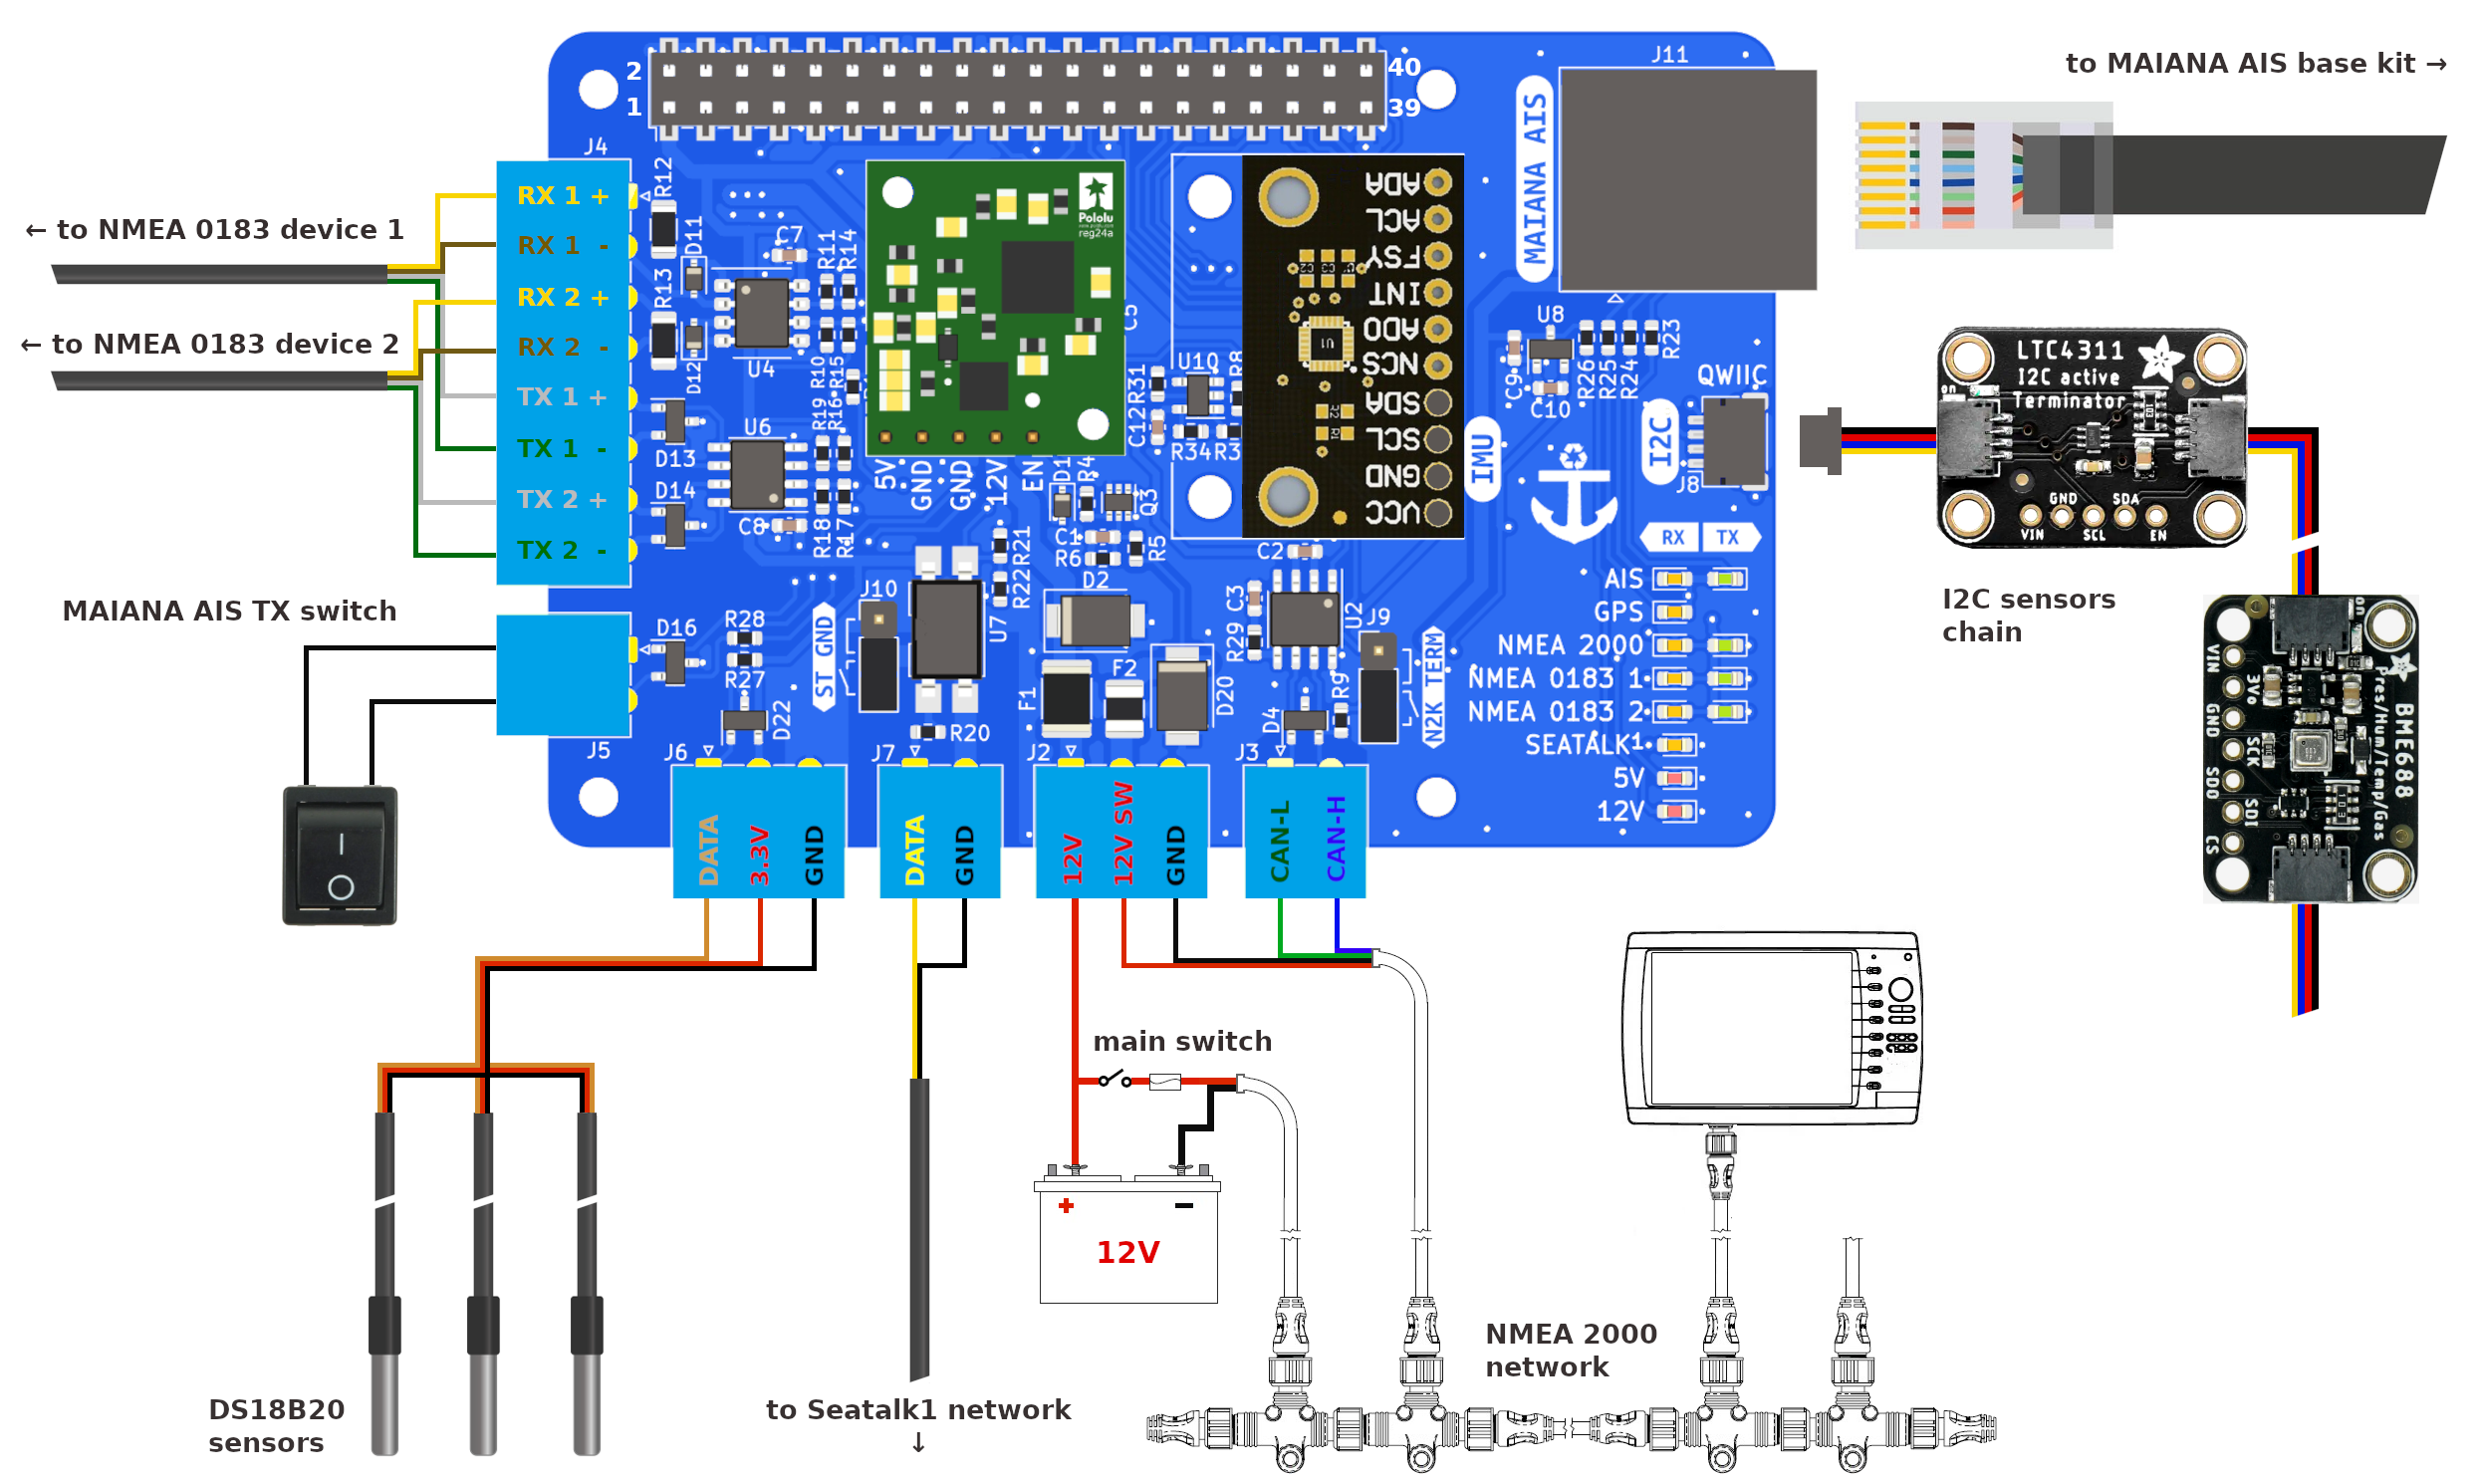 J11
to MAIANA AIS base kit →
2
40
1
39
J4
MAIANA AIS
RX 1 +
RX 1 -
RX 2 +
RX 2 -
TX 1 +
TX 1 -
TX 2 +
TX 2 -
← to NMEA 0183 device 1
← to NMEA 0183 device 2
R12
D11
R13
D12
C7
R11
R14
U4
R10
R15
U6
R19
R16
D13
D14
C8
R18
R17
Pololu
reg24a
C5
5V
GND
GND
12V
EN
D1
R4
Q3
C1
R6
R5
D2
R21
R22
U10
R8
R31
C12
R34
R3
ADA
ACL
FSY
INT
ADO
NCS
SDA
SCL
GND
VCC
U1
C2
C3
R2
R1
IMU
U8
C9
C10
R26
R25
R24
R23
QWIIC
I2C
J8
LTC4311
I2C active
Terminator
on
103
GND
SDA
VIN
SCL
EN
RX
TX
AIS
GPS
NMEA 2000
NMEA 0183 1
NMEA 0183 2
SEATALK1
5V
12V
I2C sensors
chain
on
VIN
3Vo
GND
SCK
SDO
SDI
CS
BME688
Pres/Hum/Temp/Gas
MAIANA AIS TX switch
J5
D16
R28
R27
D22
ST GND
J10
U7
R20
F1
F2
D20
C2
C3
R29
U2
J9
D4
R9
N2K TERM
J6
J7
J2
J3
DATA
3.3V
GND
DATA
GND
12V
12V SW
GND
CAN-L
CAN-H
main switch
+
-
12V
NMEA 2000
network
DS18B20
sensors
to Seatalk1 network
↓